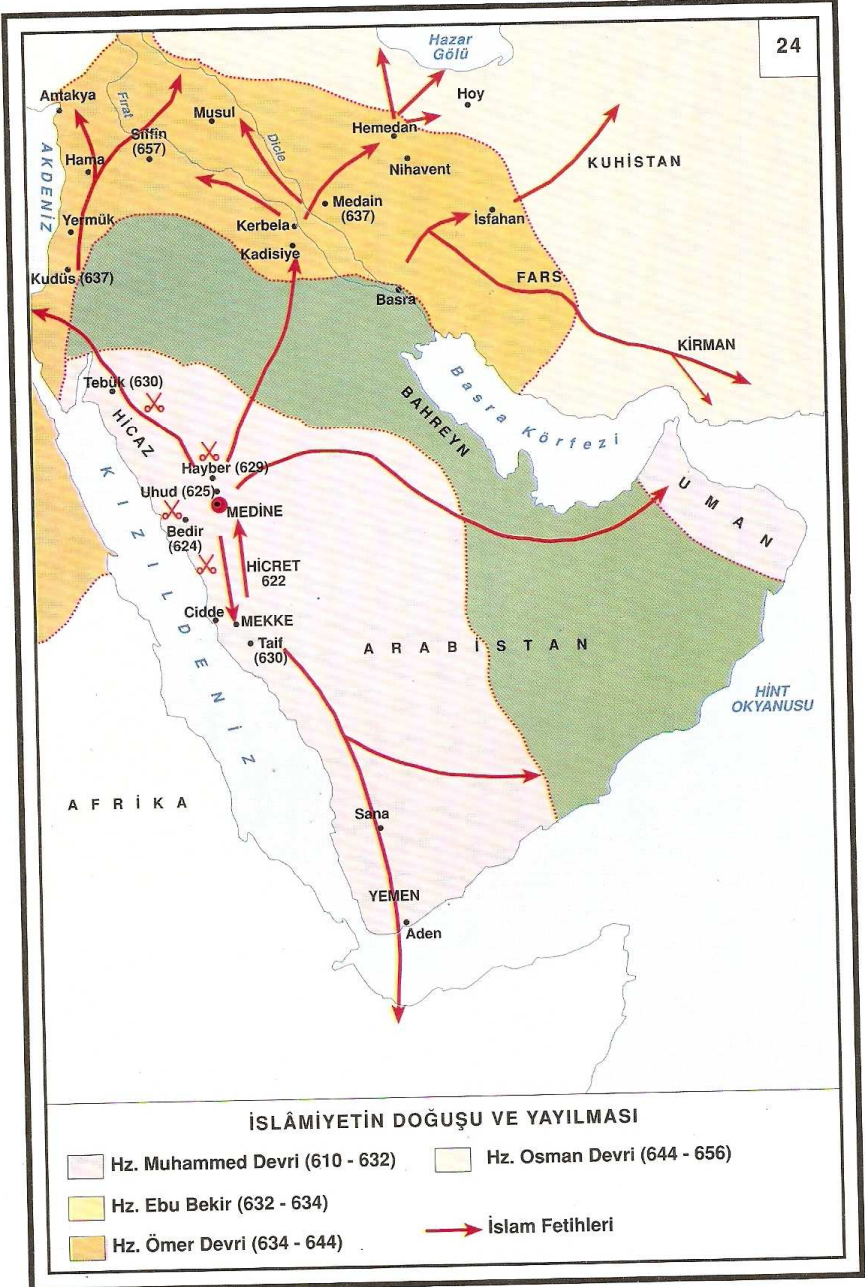 24
Hazar
Gölü
Antakya
Fırat
Musul
Hoy
Hemedan
Sıffin
(657)
Dicle
Hama
Nihavent
KUHİSTAN
AKDENİZ
Medain
(637)
İsfahan
Yermük
Kerbela
Kadisiye
Kudüs (637)
FARS
Basra
KİRMAN
Tebük (630)
HİCAZ
BAHREYN
Basra Körfezi
Hayber (629)
UMAN
Uhud (625)
MEDİNE
Bedir
(624)
HİCRET
622
KIZILDENİZ
Cidde
MEKKE
Taif
(630)
ARABİSTAN
HİNT
OKYANUSU
AFRİKA
Sana
YEMEN
Aden
İSLÂMİYETİN DOĞUŞU VE YAYILMASI
Hz. Muhammed Devri (610 - 632)
Hz. Osman Devri (644 - 656)
Hz. Ebu Bekir (632 - 634)
İslam Fetihleri
Hz. Ömer Devri (634 - 644)